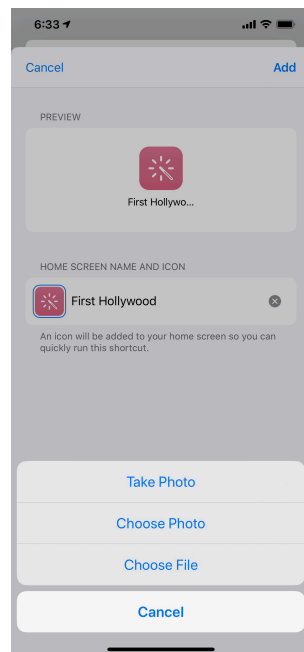 6:33
Cancel Add
PREVIEW
First Hollywo...
HOME SCREEN NAME AND ICON
First Hollywood
An icon will be added to your home screen so you can
quickly run this shortcut.
Take Photo
Choose Photo
Choose File
Cancel